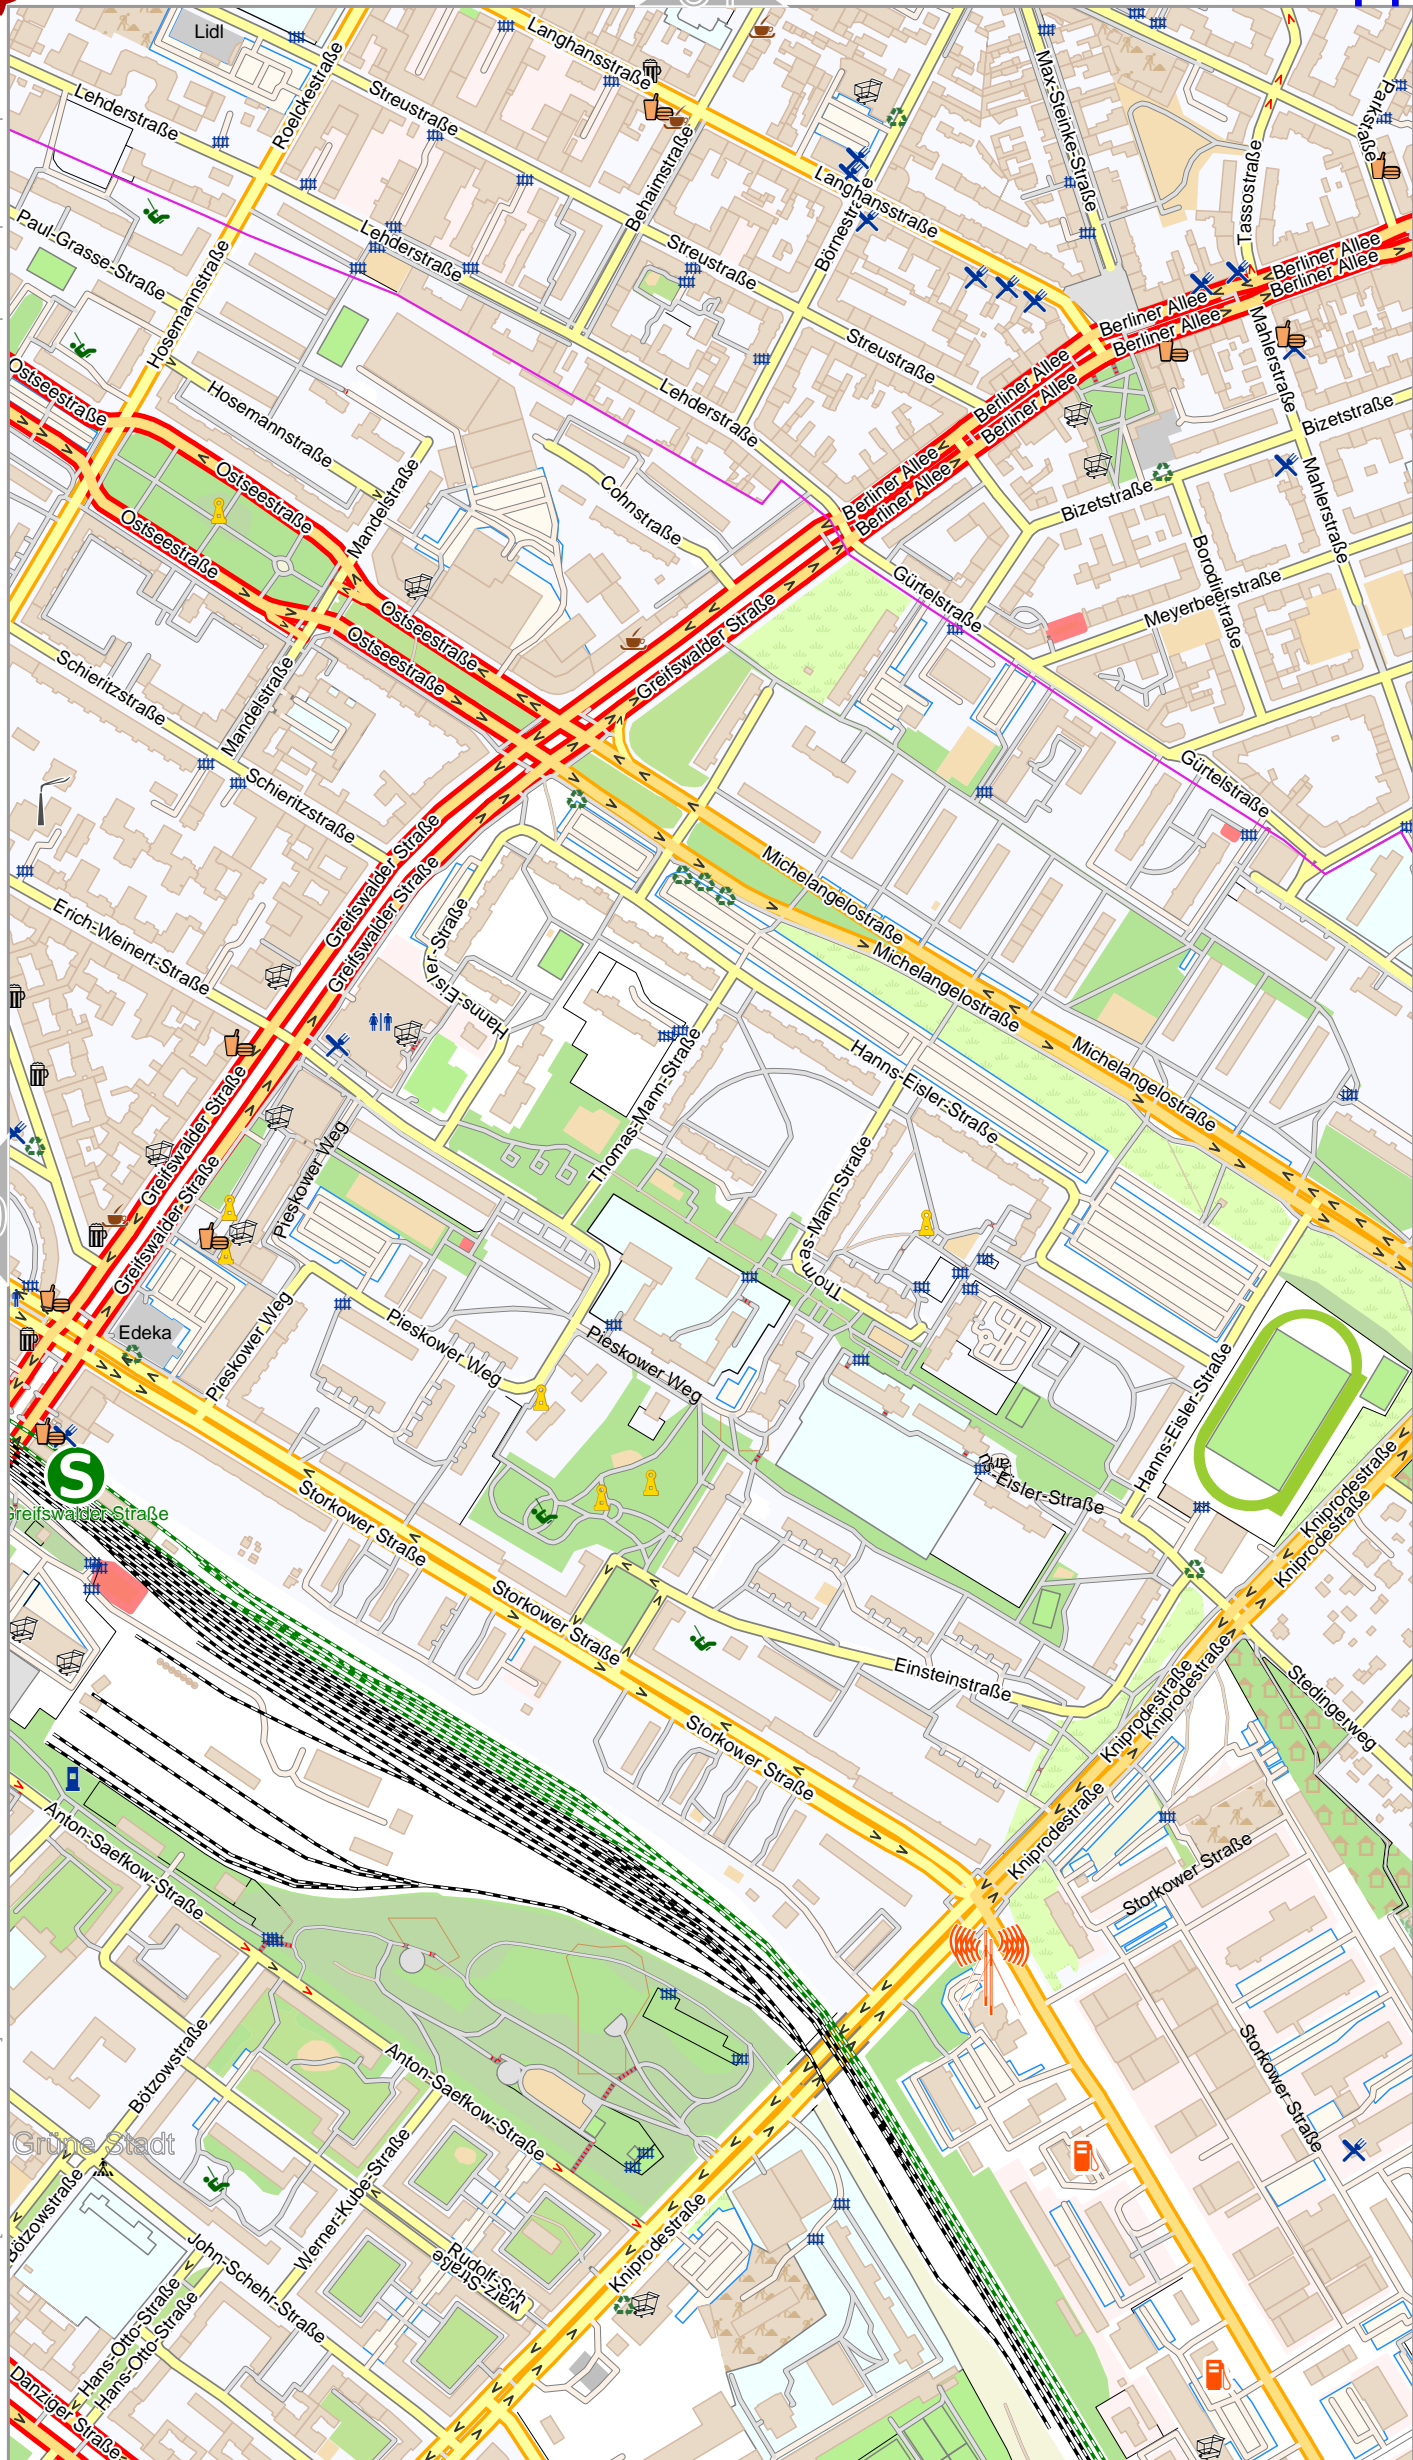 Lidl
Langhansstraße
Roelckestraße
Streustraße
Lehderstraße
Max-Steinke-Straße
Parkstraße
Behaimstraße
Tassostraße
Börnestraße
Langhansstraße
Paul-Grasse-Straße
Lehderstraße
Streustraße
Hosemannstraße
Berliner Allee
Berliner Allee
Berliner Allee
Berliner Allee
Mahlerstraße
Streustraße
Berliner Allee
Berliner Allee
Ostseestraße
Hosemannstraße
Lehderstraße
Bizetstraße
Mahlerstraße
Ostseestraße
Mandelstraße
Cohnstraße
Berliner Allee
Berliner Allee
Bizetstraße
Ostseestraße
Borodinstraße
Gürtelstraße
Meyerbeerstraße
Ostseestraße
Ostseestraße
Greifswalder Straße
Schieritzstraße
Mandelstraße
Gürtelstraße
Schieritzstraße
Greifswalder Straße
Greifswalder Straße
Michelangelostraße
Michelangelostraße
Erich-Weinert-Straße
Hanns-Eisler-Straße
Thomas-Mann-Straße
Hanns-Eisler-Straße
Michelangelostraße
Greifswalder Straße
Greifswalder Straße
Pieskower Weg
Thomas-Mann-Straße
Edeka
Pieskower Weg
Pieskower Weg
Pieskower Weg
Hanns-Eisler-Straße
S
Greifswalder Straße
Storkower Straße
-Eisler-Straße
Kniprodestraße
Kniprodestraße
Storkower Straße
Einsteinstraße
Kniprodestraße
Kniprodestraße
Stedingerweg
Storkower Straße
Kniprodestraße
Anton-Saefkow-Straße
Storkower Straße
Bötzowstraße
Anton-Saefkow-Straße
Storkower-Straße
Grüne Stadt
Bötzowstraße
Werner-Kube-Straße
John-Schehr-Straße
Rudolf-Sch
warz-Straße
Kniprodestraße
Hans-Otto-Straße
Hans-Otto-Straße
Danziger Straße